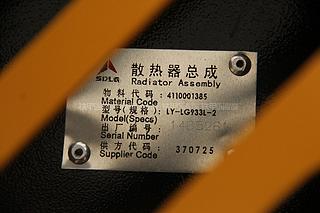 SDLG
散热器总成
Radiator Assembly
物料代码: 4110001385
Material Code
型号(规格): LY-LG933L-2
Model(Specs)
出厂编号:
Serial Number
供方代码: 370725
Supplier Code